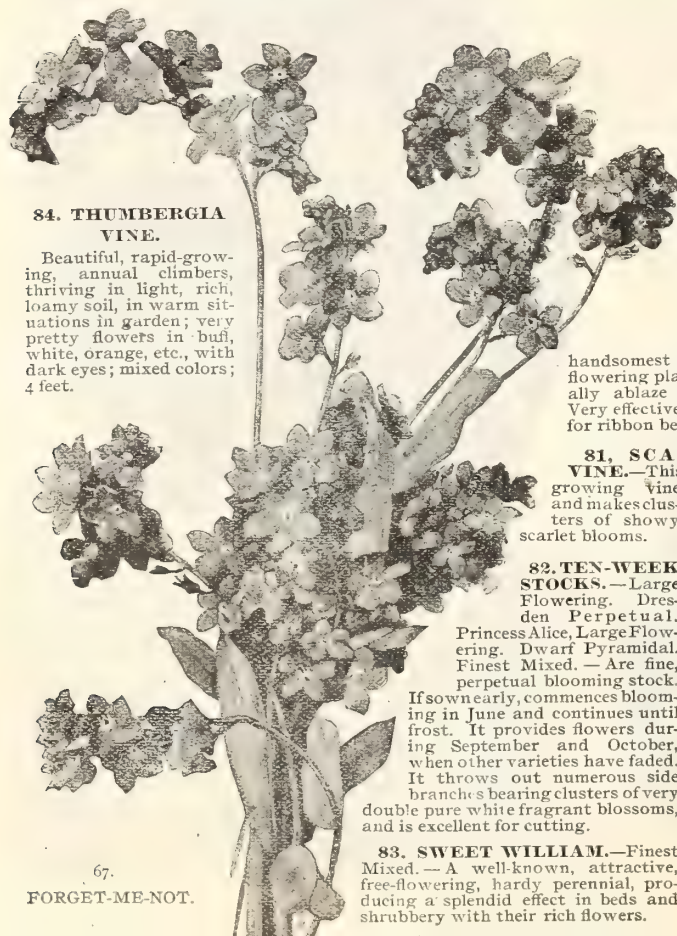 84. THUMBERGIA
VINE.
Beautiful, rapid-grow-
ing, annual climbers,
thriving in light, rich,
loamy soil, in warm sit-
uations in garden; very
pretty flowers in buff,
white, orange, etc., with
dark eyes; mixed colors;
4 feet.
handsomest
flowering pla
ally ablaze
Very effective
for ribbon be
81, SCA
VINE.—This
growing vine
and makes clus-
ters of showy
scarlet blooms.
82. TEN-WEEK
STOCKS.—Large
Flowering. Dres-
den Perpetual.
Princess Alice, Large Flow-
ering. Dwarf Pyramidal.
Finest Mixed. — Are fine,
perpetual blooming stock.
If sown early, commences bloom-
ing in June and continues until
frost. It provides flowers dur-
ing September and October,
when other varieties have faded.
It throws out numerous side
branches bearing clusters of very
double pure white fragrant blossoms,
and is excellent for cutting.
83. SWEET WILLIAM.—Finest
Mixed. — A well-known, attractive,
free-flowering, hardy perennial, pro-
ducing a splendid effect in beds and
shrubbery with their rich flowers.
67.
FORGET-ME-NOT.